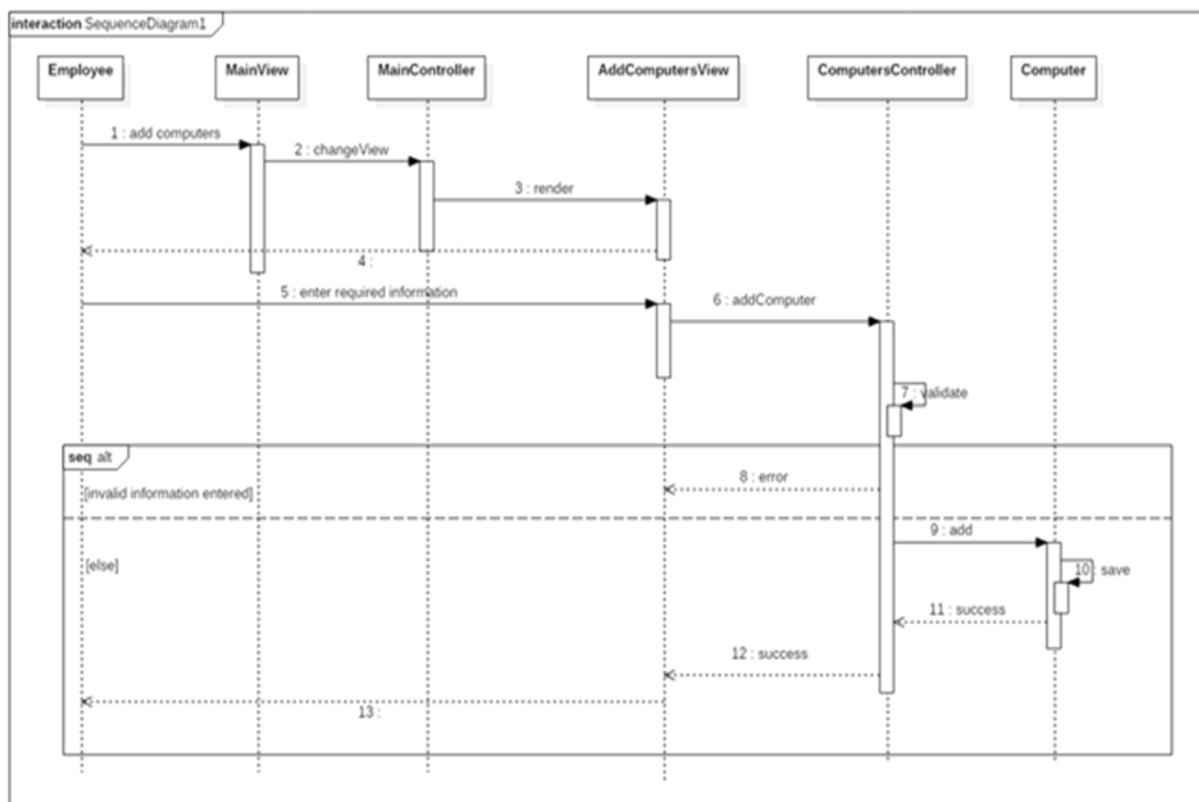 interaction SequenceDiagram1
Employee MainView MainController AddComputersView ComputersController Computer
1 : add computers
2 : changeView
3 : render
4 :
5 : enter required information
6 : addComputer
7 : validate
seq alt
8 : error
[invalid information entered]
9 : add
[else]
10 : save
11 : success
12 : success
13 :